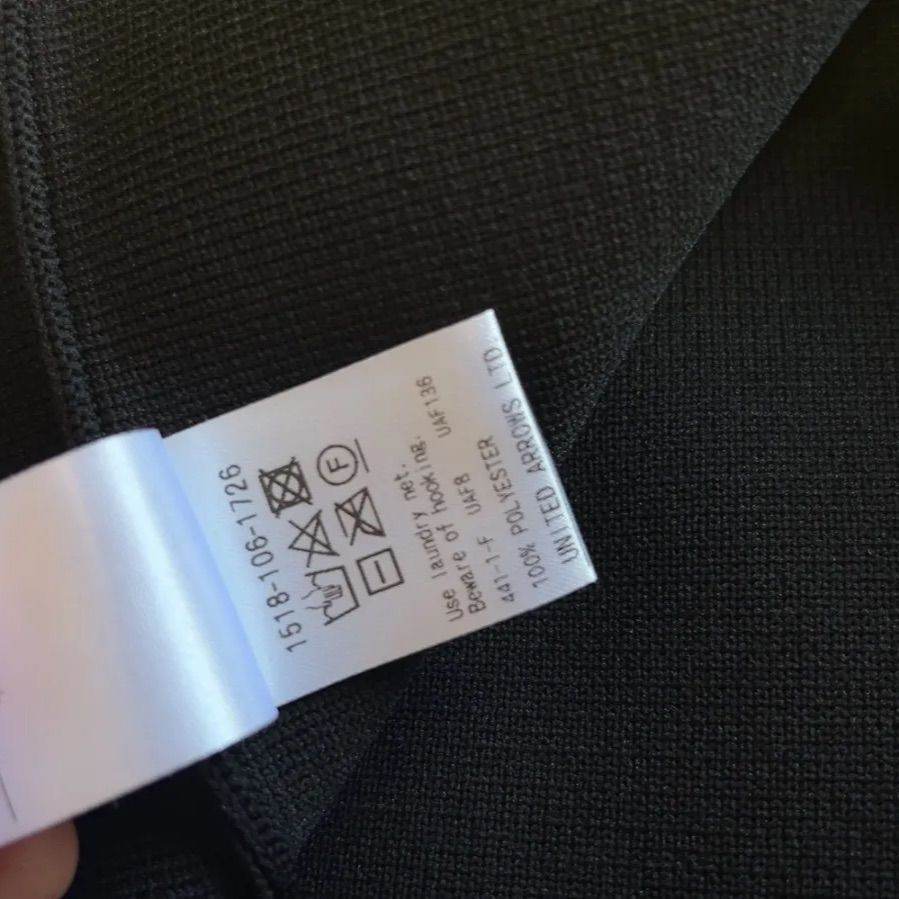 1518-106-1726
F
Use laundry net.
Beware of hooking.
441-1-F UAF8 UAF136
100% POLYESTER
UNITED ARROWS LTD.